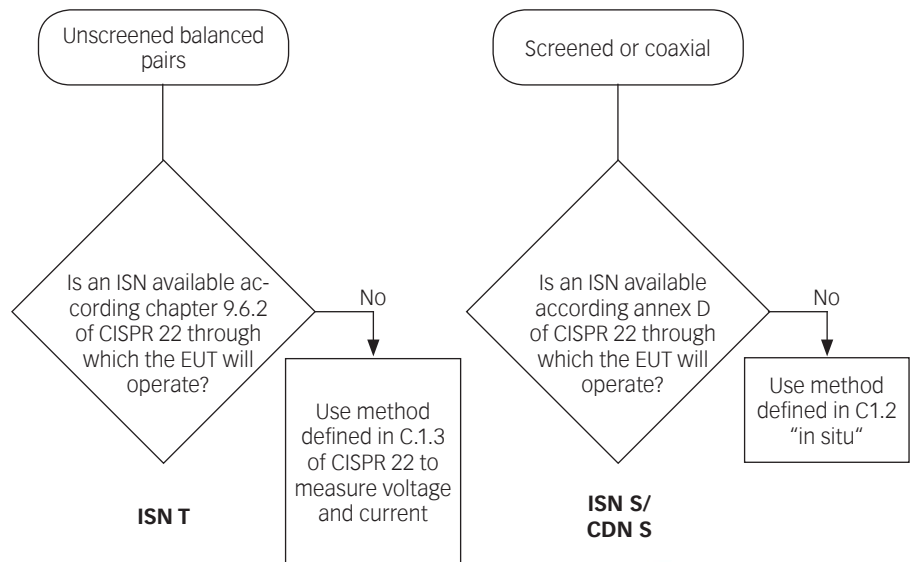 Unscreened balanced
pairs
Is an ISN available ac-
cording chapter 9.6.2
of CISPR 22 through
which the EUT will
operate?
No
Use method
defined in C.1.3
of CISPR 22 to
measure voltage
and current
ISN T
Screened or coaxial
Is an ISN available
according annex D
of CISPR 22 through
which the EUT will
operate?
No
Use method
defined in C1.2
“in situ“
ISN S/
CDN S